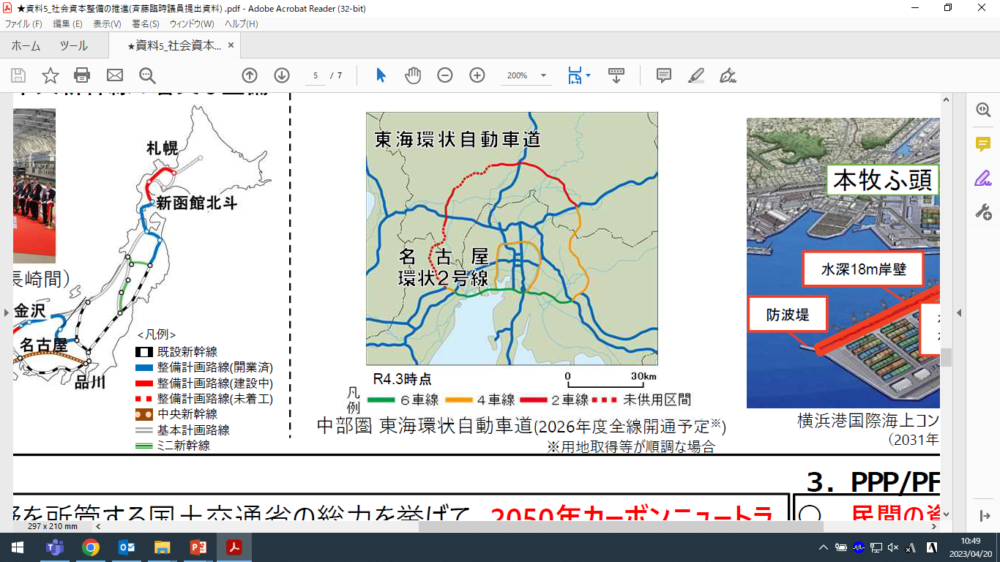 ★資料5_社会資本整備の推進(斉藤臨時議員提出資料) .pdf - Adobe Acrobat Reader (32-bit)
ファイル(F) 編集(E) 表示(V) 署名(S) ウィンドウ(W) ヘルプ(H)
ホーム ツール ★資料5_社会資本... ×
5 / 7 200%
札幌
新函館北斗
長崎間）
金沢
名古屋
品川
<凡例>
既設新幹線
整備計画路線(開業済)
整備計画路線(建設中)
整備計画路線(未着工)
中央新幹線
基本計画路線
ミニ新幹線
東海環状自動車道
名古屋
環状2号線
R4.3時点
0 30km
凡例
6車線 4車線 2車線 未供用区間
中部圏 東海環状自動車道(2026年度全線開通予定※)
※用地取得等が順調な場合
本牧ふ頭
水深18m岸壁
防波堤
横浜港国際海上コン
（2031年
3．PPP/PF
野を所管する国土交通省の総力を挙げて、2050年カーボンニュートラ
○ 民間の資
297 x 210 mm
10:49
2023/04/20